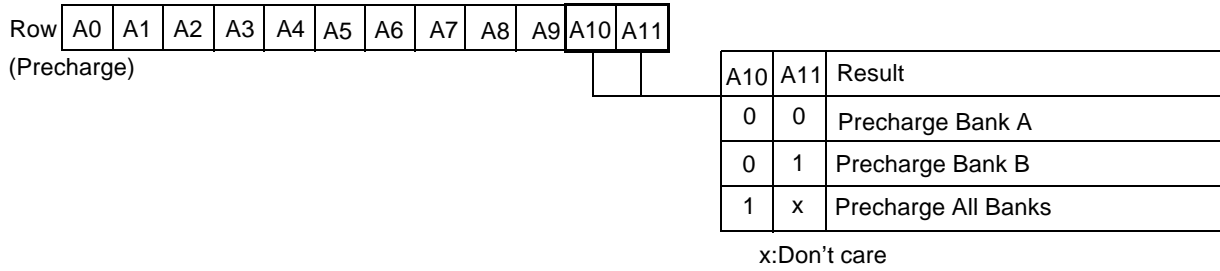 Row A0 A1 A2 A3 A4 A5 A6 A7 A8 A9 A10 A11
(Precharge)
A10 A11 Result
0 0 Precharge Bank A
0 1 Precharge Bank B
1 x Precharge All Banks
x:Don't care